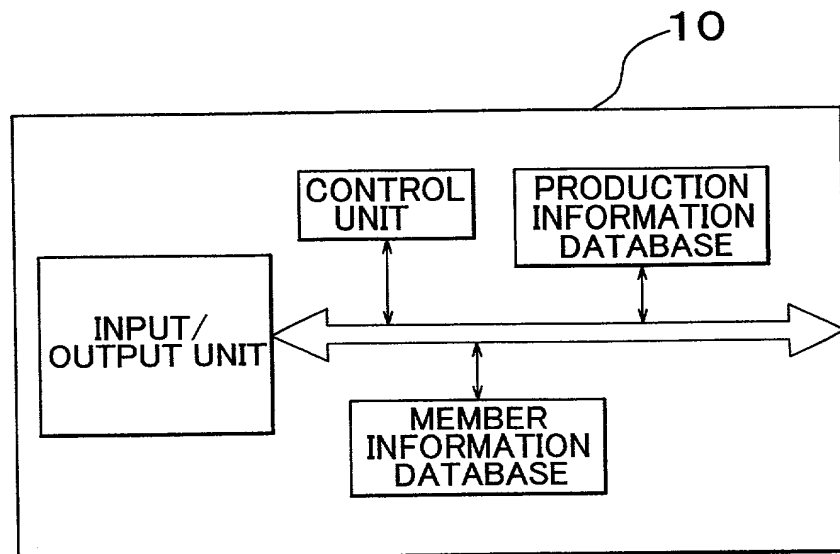 10
CONTROL
UNIT
PRODUCTION
INFORMATION
DATABASE
INPUT/
OUTPUT UNIT
MEMBER
INFORMATION
DATABASE